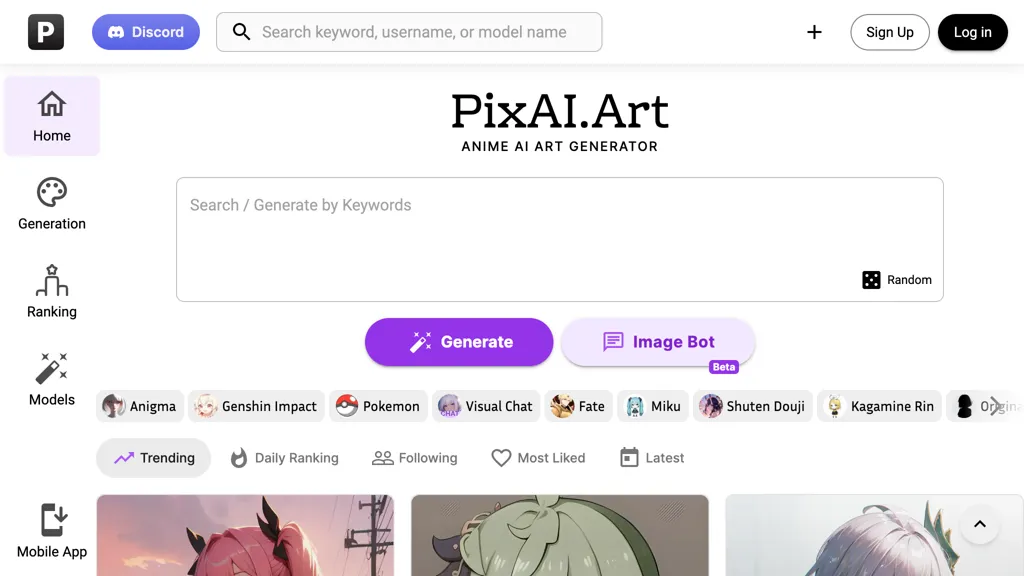 P
Discord
Search keyword, username, or model name
+
Sign Up
Log in
Home
Generation
Ranking
Models
Mobile App
PixAI.Art
ANIME AI ART GENERATOR
Search / Generate by Keywords
Random
Generate
Image Bot
Beta
Anigma
Genshin Impact
Pokemon
CHAT
Visual Chat
Fate
Miku
Shuten Douji
Kagamine Rin
Trending
Daily Ranking
Following
Most Liked
Latest